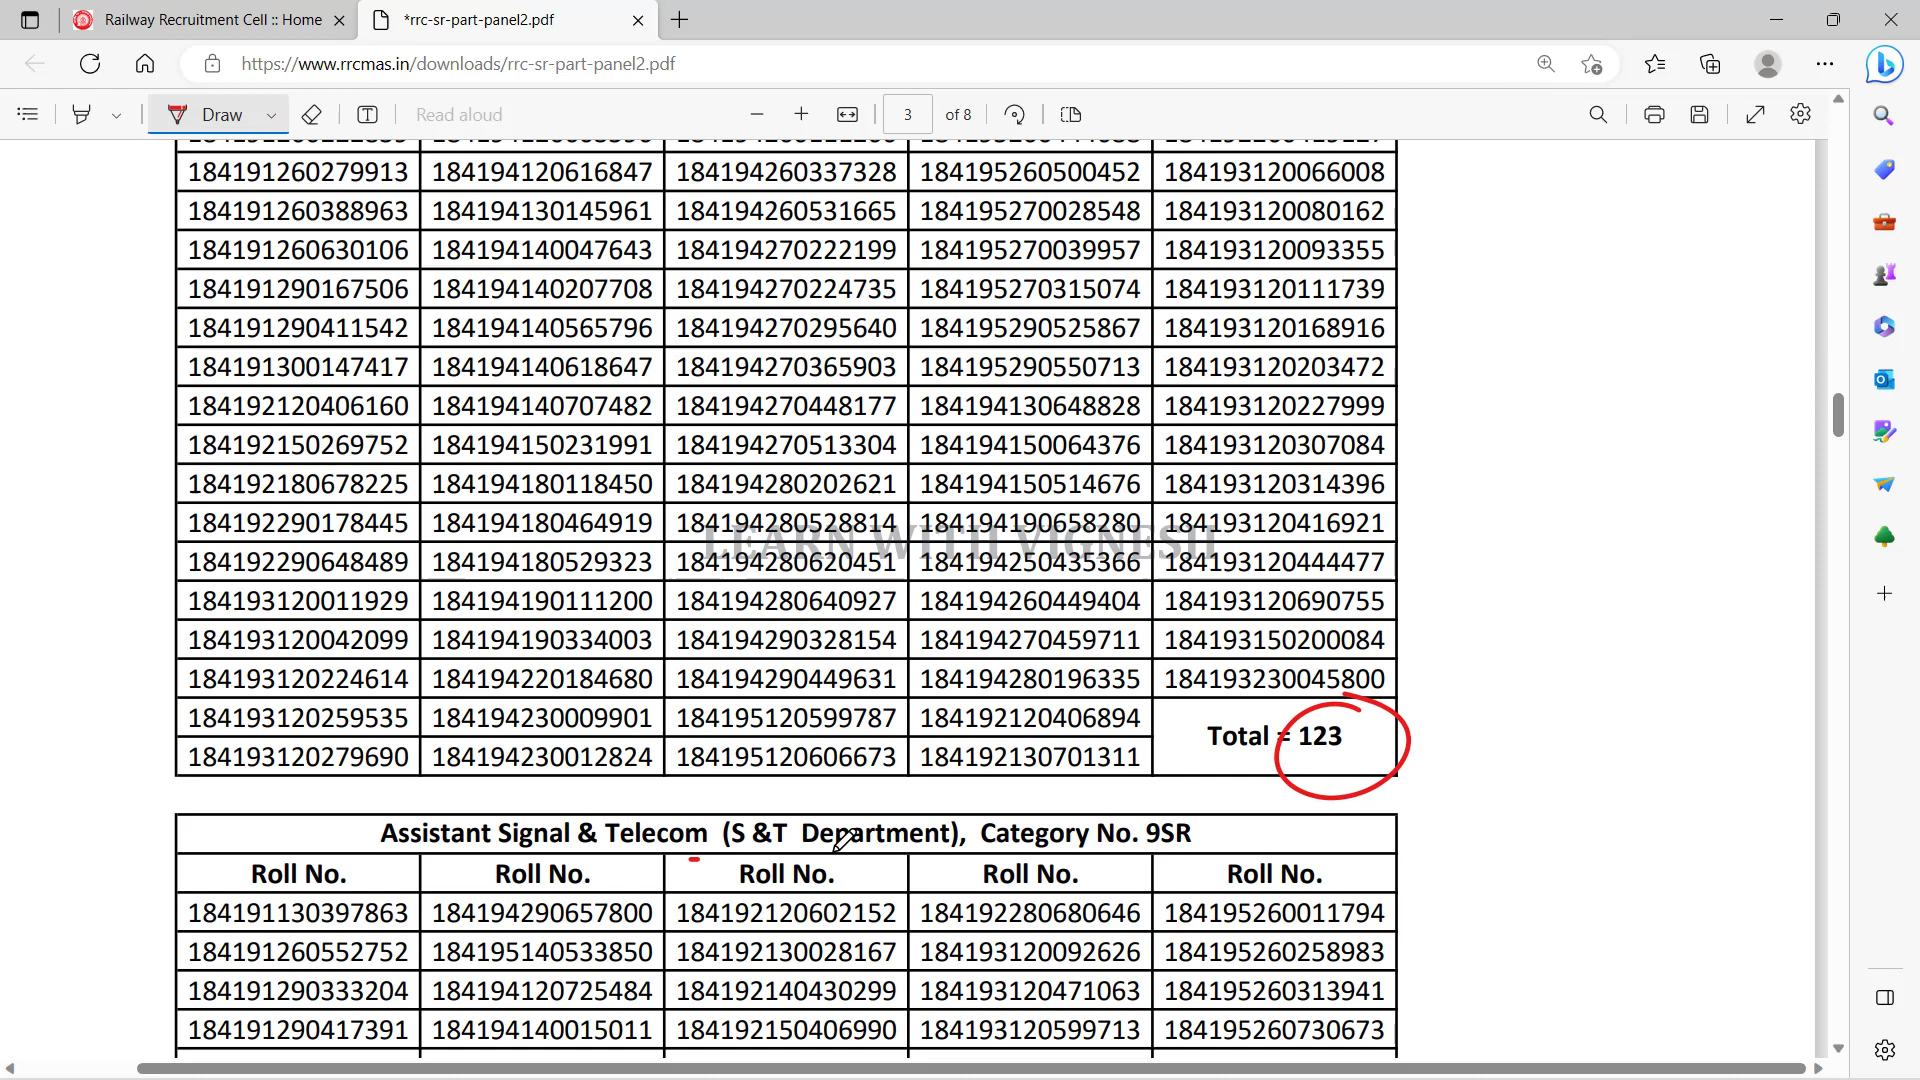 Railway Recruitment Cell :: Home
*rrc-sr-part-panel2.pdf
https://www.rrcmas.in/downloads/rrc-sr-part-panel2.pdf
Draw
Read aloud
3 of 8
184191260279913 184194120616847 184194260337328 184195260500452 184193120066008
184191260388963 184194130145961 184194260531665 184195270028548 184193120080162
184191260630106 184194140047643 184194270222199 184195270039957 184193120093355
184191290167506 184194140207708 184194270224735 184195270315074 184193120111739
184191290411542 184194140565796 184194270295640 184195290525867 184193120168916
184191300147417 184194140618647 184194270365903 184195290550713 184193120203472
184192120406160 184194140707482 184194270448177 184194130648828 184193120227999
184192150269752 184194150231991 184194270513304 184194150064376 184193120307084
184192180678225 184194180118450 184194280202621 184194150514676 184193120314396
184192290178445 184194180464919 184194280528814 184194190658280 184193120416921
LEARN WITH VIGNESH
184192290648489 184194180529323 184194280620451 184194250435366 184193120444477
184193120011929 184194190111200 184194280640927 184194260449404 184193120690755
184193120042099 184194190334003 184194290328154 184194270459711 184193150200084
184193120224614 184194220184680 184194290449631 184194280196335 184193230045800
184193120259535 184194230009901 184195120599787 184192120406894
Total = 123
184193120279690 184194230012824 184195120606673 184192130701311
Assistant Signal & Telecom (S &T Department), Category No. 9SR
Roll No. Roll No. Roll No. Roll No. Roll No.
184191130397863 184194290657800 184192120602152 184192280680646 184195260011794
184191260552752 184195140533850 184192130028167 184193120092626 184195260258983
184191290333204 184194120725484 184192140430299 184193120471063 184195260313941
184191290417391 184194140015011 184192150406990 184193120599713 184195260730673